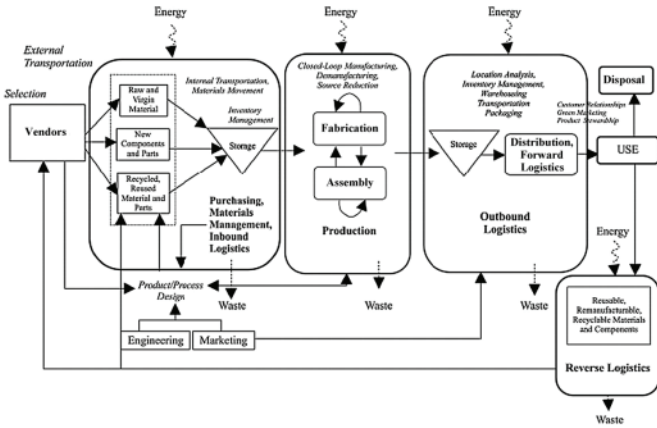 Energy
Energy
Energy
External
Transportation
Selection
Vendors
Raw and
Virgin
Material
New
Components
and Parts
Recycled,
Reused
Material and
Parts
Internal Transportation,
Materials Movement
Inventory
Management
Storage
Purchasing,
Materials
Management,
Inbound
Logistics
Closed-Loop Manufacturing,
Demanufacturing,
Source Reduction
Fabrication
Assembly
Production
Location Analysis,
Inventory Management,
Warehousing
Transportation
Packaging
Storage
Distribution,
Forward
Logistics
Outbound
Logistics
Customer Relationships
Green Marketing
Product Stewardship
Disposal
USE
Energy
Reusable,
Remanufacturable,
Recyclable Materials
and Components
Reverse Logistics
Waste
Product/Process
Design
Waste
Waste
Waste
Engineering
Marketing